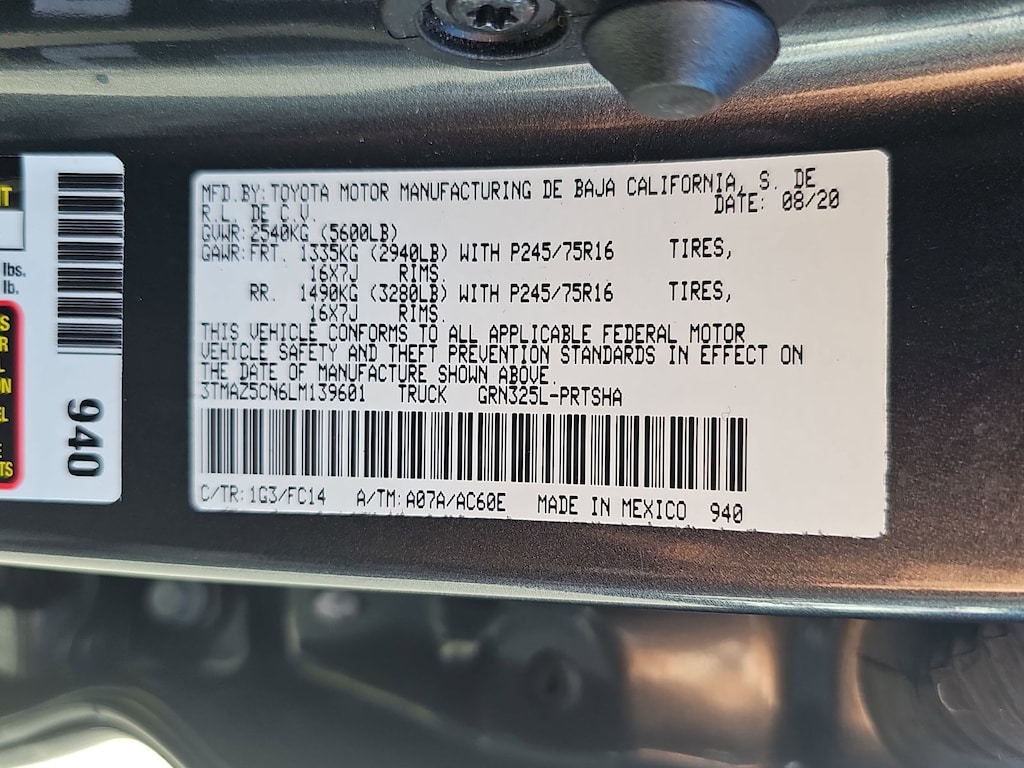 MFD.BY: TOYOTA MOTOR MANUFACTURING DE BAJA CALIFORNIA, S. DE
R.L. DE C.V. DATE: 08/20
GVWR: 2540KG (5600LB)
GAWR: FRT. 1335KG (2940LB) WITH P245/75R16 TIRES,
16X7J RIMS.
RR. 1490KG (3280LB) WITH P245/75R16 TIRES,
16X7J RIMS.
THIS VEHICLE CONFORMS TO ALL APPLICABLE FEDERAL MOTOR
VEHICLE SAFETY AND THEFT PREVENTION STANDARDS IN EFFECT ON
THE DATE OF MANUFACTURE SHOWN ABOVE.
3TMAZ5CN6LM139601 TRUCK GRN325L-PRTSHA
C/TR: 1G3/FC14 A/TM: A07A/AC60E MADE IN MEXICO 940
lbs.
lb.
940